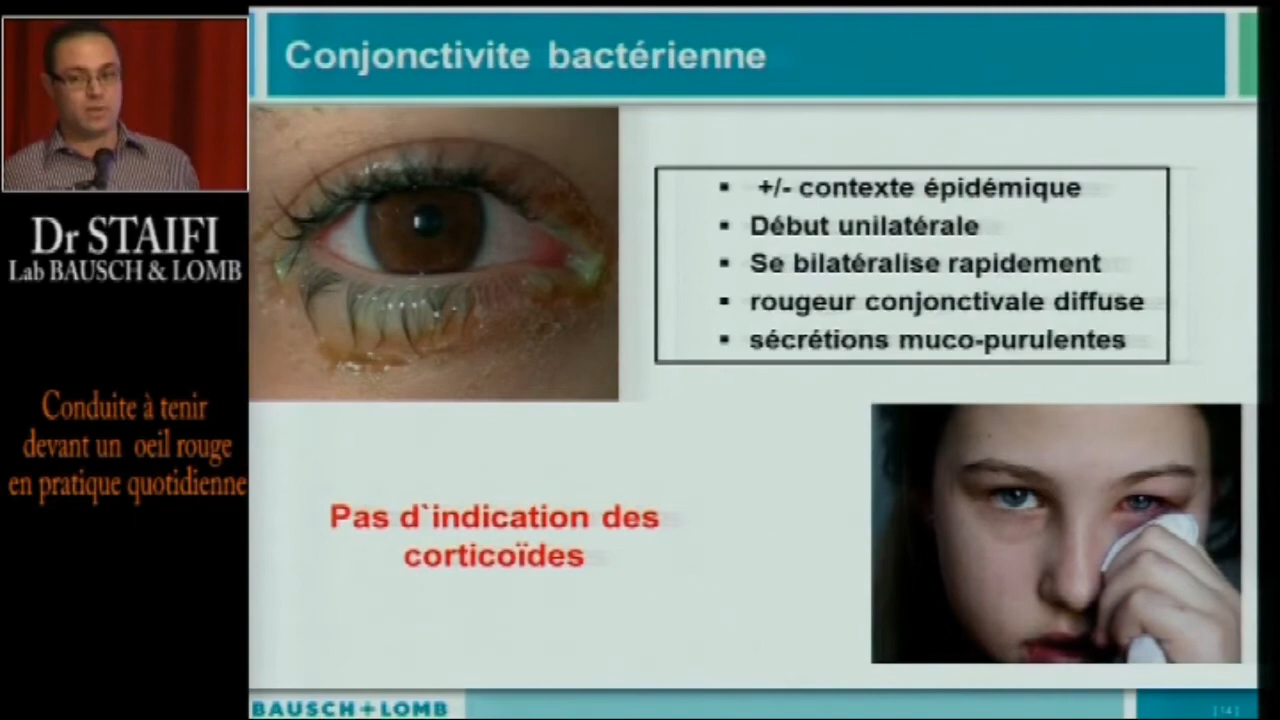 Conjonctivite bactérienne
Dr STAIFI
Lab BAUSCH & LOMB
Conduite à tenir
devant un oeil rouge
en pratique quotidienne
▪ +/- contexte épidémique
▪ Début unilatérale
▪ Se bilatéralise rapidement
▪ rougeur conjonctivale diffuse
▪ sécrétions muco-purulentes
Pas d`indication des
corticoïdes
BAUSCH+LOMB
[14]